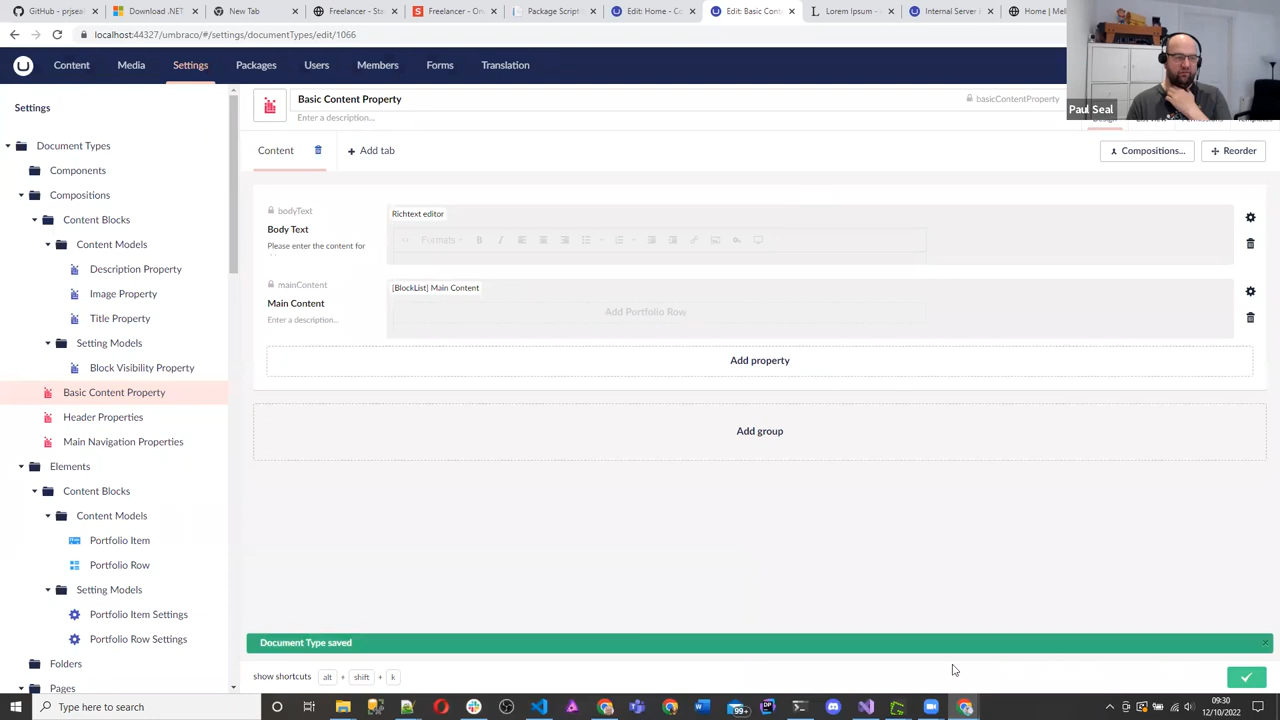 GitHub - prajwa
Download .NET
New Tab
Freelancer - Sta
Freelancer - One
Package Script
Edit: Home - Co
Edit: Basic Conte
Lorem Ipsum -
Internal Server
Home | Mel
localhost:44327/umbraco/#/settings/documentTypes/edit/1066
Content
Media
Settings
Packages
Users
Members
Forms
Translation
Paul Seal
Settings
Document Types
Components
Compositions
Content Blocks
Content Models
Description Property
Image Property
Title Property
Setting Models
Block Visibility Property
Basic Content Property
Header Properties
Main Navigation Properties
Elements
Content Blocks
Content Models
Portfolio Item
Portfolio Row
Setting Models
Portfolio Item Settings
Portfolio Row Settings
Folders
Pages
Basic Content Property
basicContentProperty
Enter a description...
Content
Add tab
Compositions...
Reorder
bodyText
Body Text
Please enter the content for
Richtext editor
Formats
mainContent
Main Content
Enter a description...
[BlockList] Main Content
Add Portfolio Row
Add property
Add group
Document Type saved
show shortcuts alt + shift + k
Type here to search
99+
09:30
12/10/2022